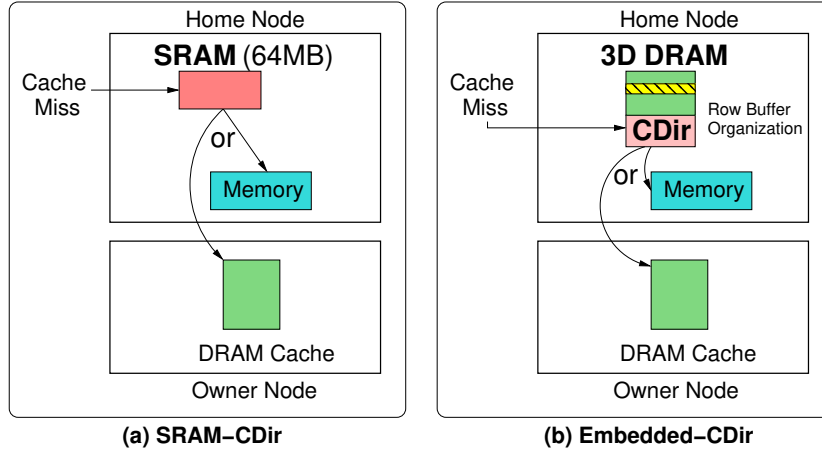 Home Node
SRAM (64MB)
Cache
Miss
or
Memory
DRAM Cache
Owner Node
(a) SRAM–CDir
Home Node
3D DRAM
Cache
Miss
Row Buffer
Organization
CDir
or
Memory
DRAM Cache
Owner Node
(b) Embedded–CDir